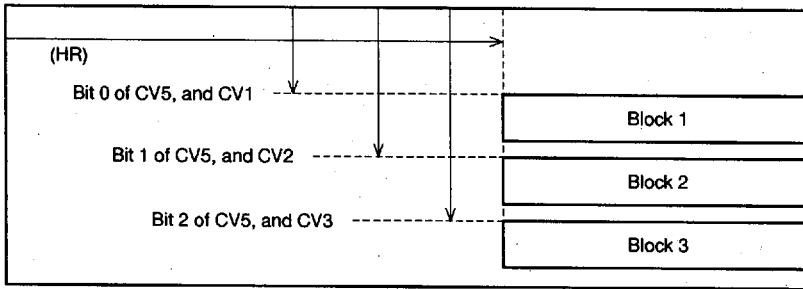 (HR)
Bit 0 of CV5, and CV1
Block 1
Bit 1 of CV5, and CV2
Block 2
Bit 2 of CV5, and CV3
Block 3